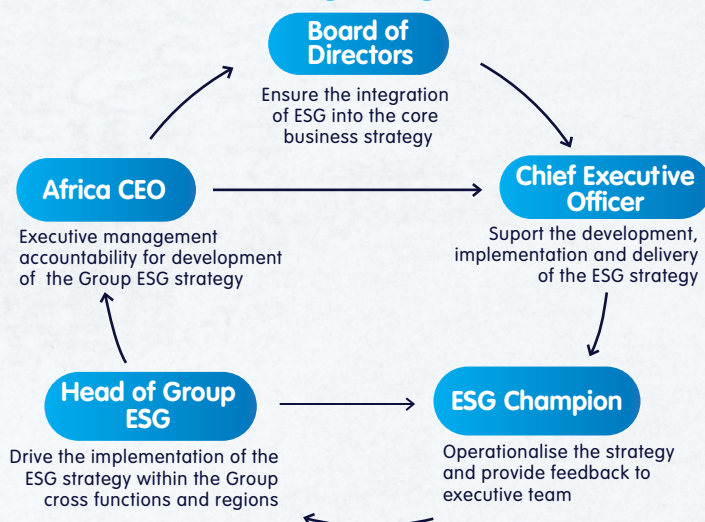 Board of
Directors
Ensure the integration
of ESG into the core
business strategy
Africa CEO
Executive management
accountability for development
of the Group ESG strategy
Chief Executive
Officer
Suport the development,
implementation and delivery
of the ESG strategy
Head of Group
ESG
Drive the implementation of the
ESG strategy within the Group
cross functions and regions
ESG Champion
Operationalise the strategy
and provide feedback to
executive team